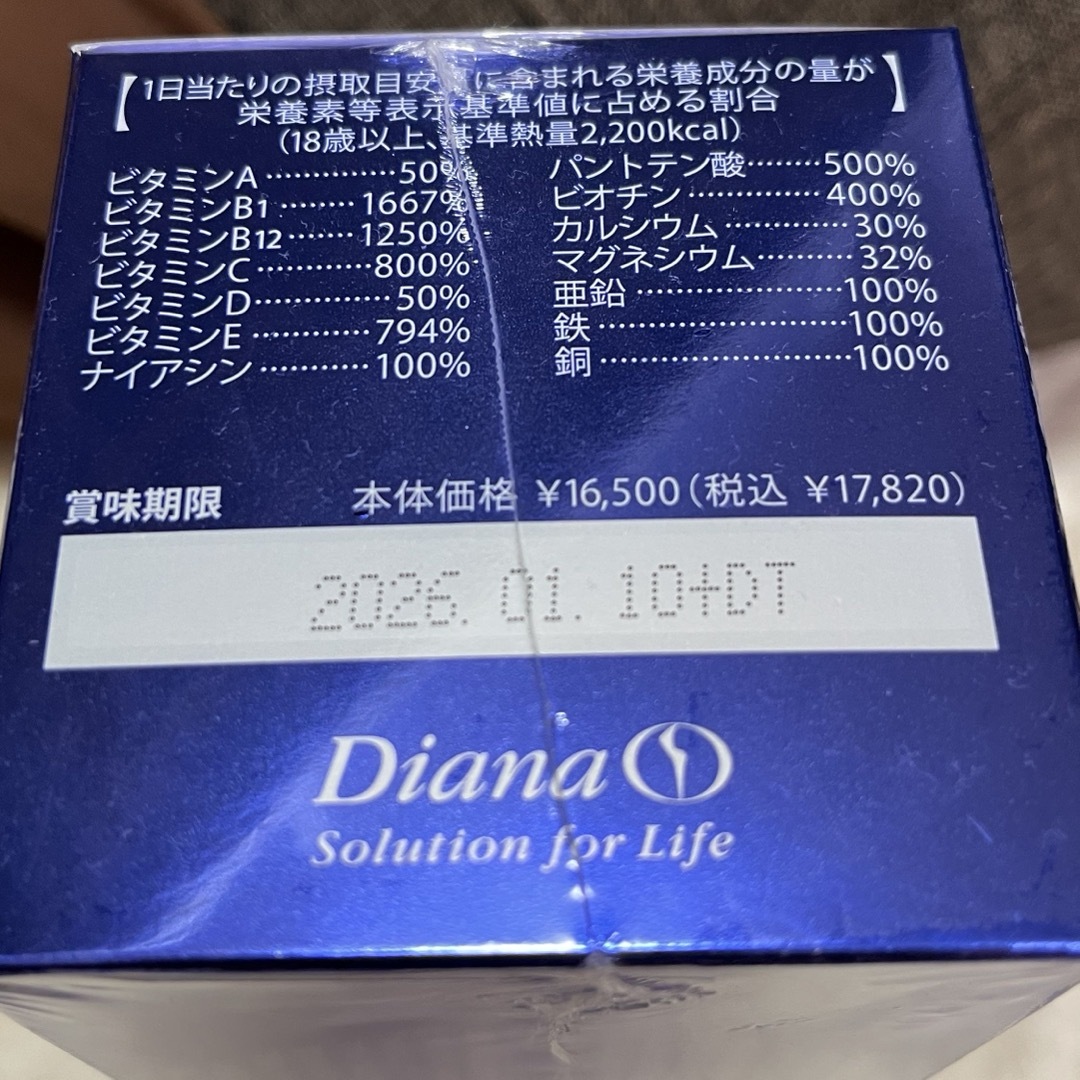 【1日当たりの摂取目安量に含まれる栄養成分の量が
栄養素等表示基準値に占める割合】
(18歳以上、基準熱量2,200kcal)
ビタミンA……………50%
ビタミンB1………1667%
ビタミンB12……1250%
ビタミンC…………800%
ビタミンD……………50%
ビタミンE…………794%
ナイアシン…………100%
パントテン酸………500%
ビオチン……………400%
カルシウム…………30%
マグネシウム………32%
亜鉛…………………100%
鉄……………………100%
銅……………………100%
賞味期限
本体価格 ¥16,500(税込 ¥17,820)
2026.01.10+DT
Diana
Solution for Life